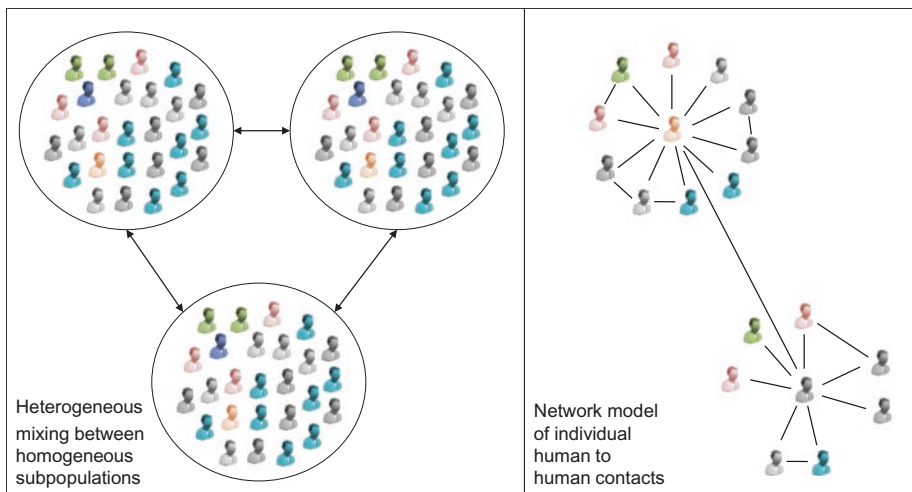 Heterogeneous
mixing between
homogeneous
subpopulations
Network model
of individual
human to
human contacts